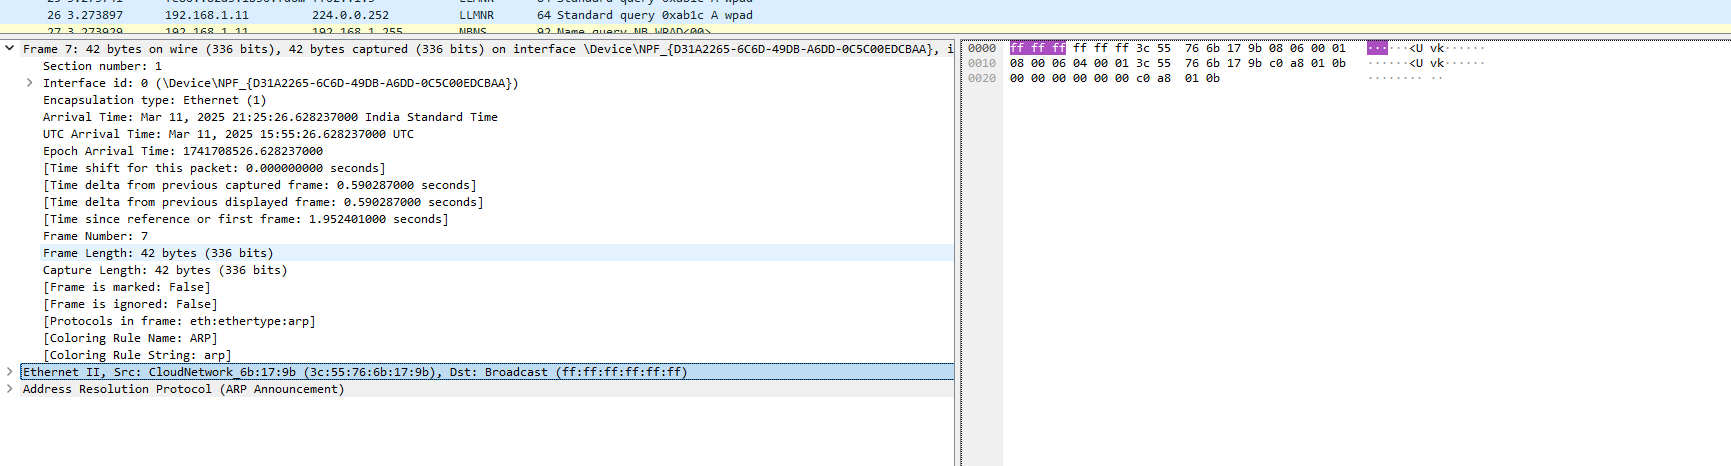 26 3.273897 192.168.1.11 224.0.0.252 LLMNR 64 Standard query 0xab1c A wpad
27 3.273929 192.168.1.11 192.168.1.255 NBNS 92 Name query NB WPAD<00>
Frame 7: 42 bytes on wire (336 bits), 42 bytes captured (336 bits) on interface \Device\NPF_{D31A2265-6C6D-49DB-A6DD-0C5C00EDCBAA}, i
Section number: 1
Interface id: 0 (\Device\NPF_{D31A2265-6C6D-49DB-A6DD-0C5C00EDCBAA})
Encapsulation type: Ethernet (1)
Arrival Time: Mar 11, 2025 21:25:26.628237000 India Standard Time
UTC Arrival Time: Mar 11, 2025 15:55:26.628237000 UTC
Epoch Arrival Time: 1741708526.628237000
[Time shift for this packet: 0.000000000 seconds]
[Time delta from previous captured frame: 0.590287000 seconds]
[Time delta from previous displayed frame: 0.590287000 seconds]
[Time since reference or first frame: 1.952401000 seconds]
Frame Number: 7
Frame Length: 42 bytes (336 bits)
Capture Length: 42 bytes (336 bits)
[Frame is marked: False]
[Frame is ignored: False]
[Protocols in frame: eth:ethertype:arp]
[Coloring Rule Name: ARP]
[Coloring Rule String: arp]
Ethernet II, Src: CloudNetwork_6b:17:9b (3c:55:76:6b:17:9b), Dst: Broadcast (ff:ff:ff:ff:ff:ff)
Address Resolution Protocol (ARP Announcement)
0000 ff ff ff ff ff ff 3c 55 76 6b 17 9b 08 06 00 01 ······<U vk······
0010 08 00 06 04 00 01 3c 55 76 6b 17 9b c0 a8 01 0b ······<U vk······
0020 00 00 00 00 00 00 c0 a8 01 0b ········ ··